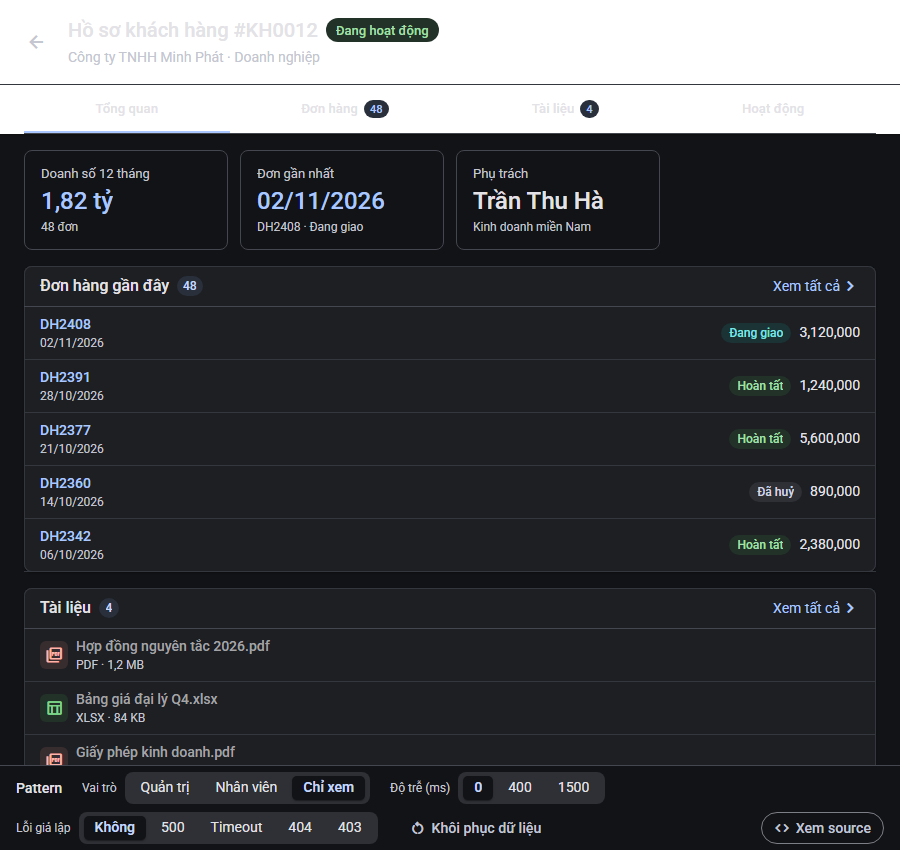 Hồ sơ khách hàng #KH0012 Đang hoạt động
Công ty TNHH Minh Phát · Doanh nghiệp
Tổng quan Đơn hàng 48 Tài liệu 4 Hoạt động
Doanh số 12 tháng
1,82 tỷ
48 đơn
Đơn gần nhất
02/11/2026
DH2408 · Đang giao
Phụ trách
Trần Thu Hà
Kinh doanh miền Nam
Đơn hàng gần đây 48 Xem tất cả
DH2408
02/11/2026
Đang giao 3,120,000
DH2391
28/10/2026
Hoàn tất 1,240,000
DH2377
21/10/2026
Hoàn tất 5,600,000
DH2360
14/10/2026
Đã huỷ 890,000
DH2342
06/10/2026
Hoàn tất 2,380,000
Tài liệu 4 Xem tất cả
Hợp đồng nguyên tắc 2026.pdf
PDF · 1,2 MB
Bảng giá đại lý Q4.xlsx
XLSX · 84 KB
Giấy phép kinh doanh.pdf
Pattern Vai trò Quản trị Nhân viên Chỉ xem Độ trễ (ms) 0 400 1500
Lỗi giả lập Không 500 Timeout 404 403 Khôi phục dữ liệu Xem source